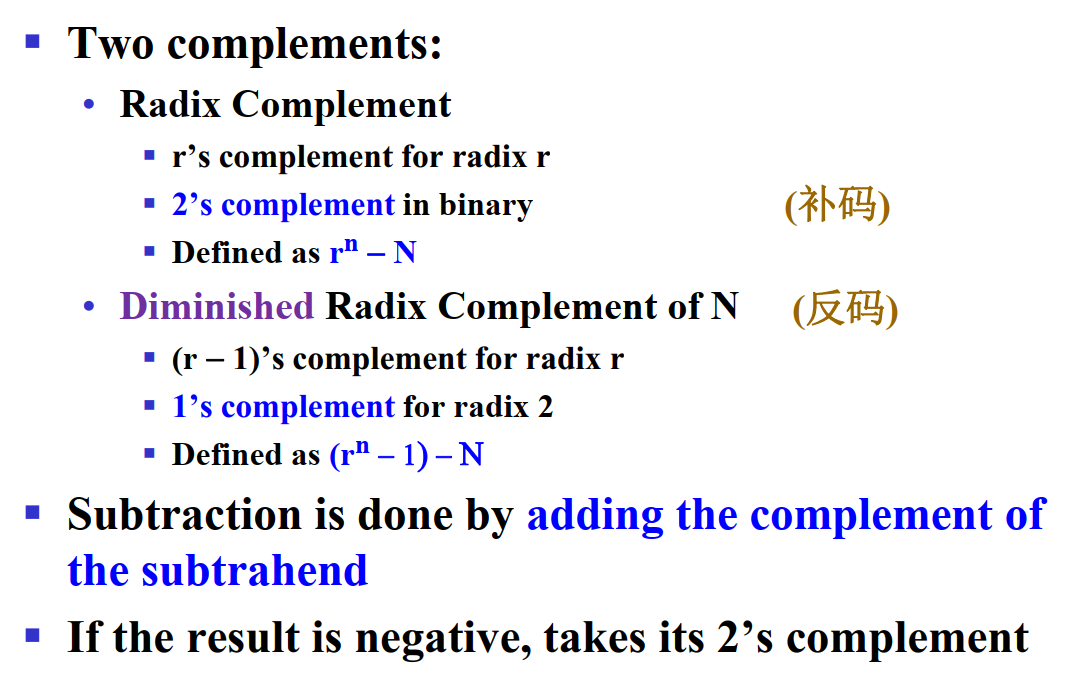 Two complements:
Radix Complement
r's complement for radix r
2's complement in binary (补码)
Defined as rⁿ – N
Diminished Radix Complement of N (反码)
(r – 1)'s complement for radix r
1's complement for radix 2
Defined as (rⁿ – 1) – N
Subtraction is done by adding the complement of
the subtrahend
If the result is negative, takes its 2's complement